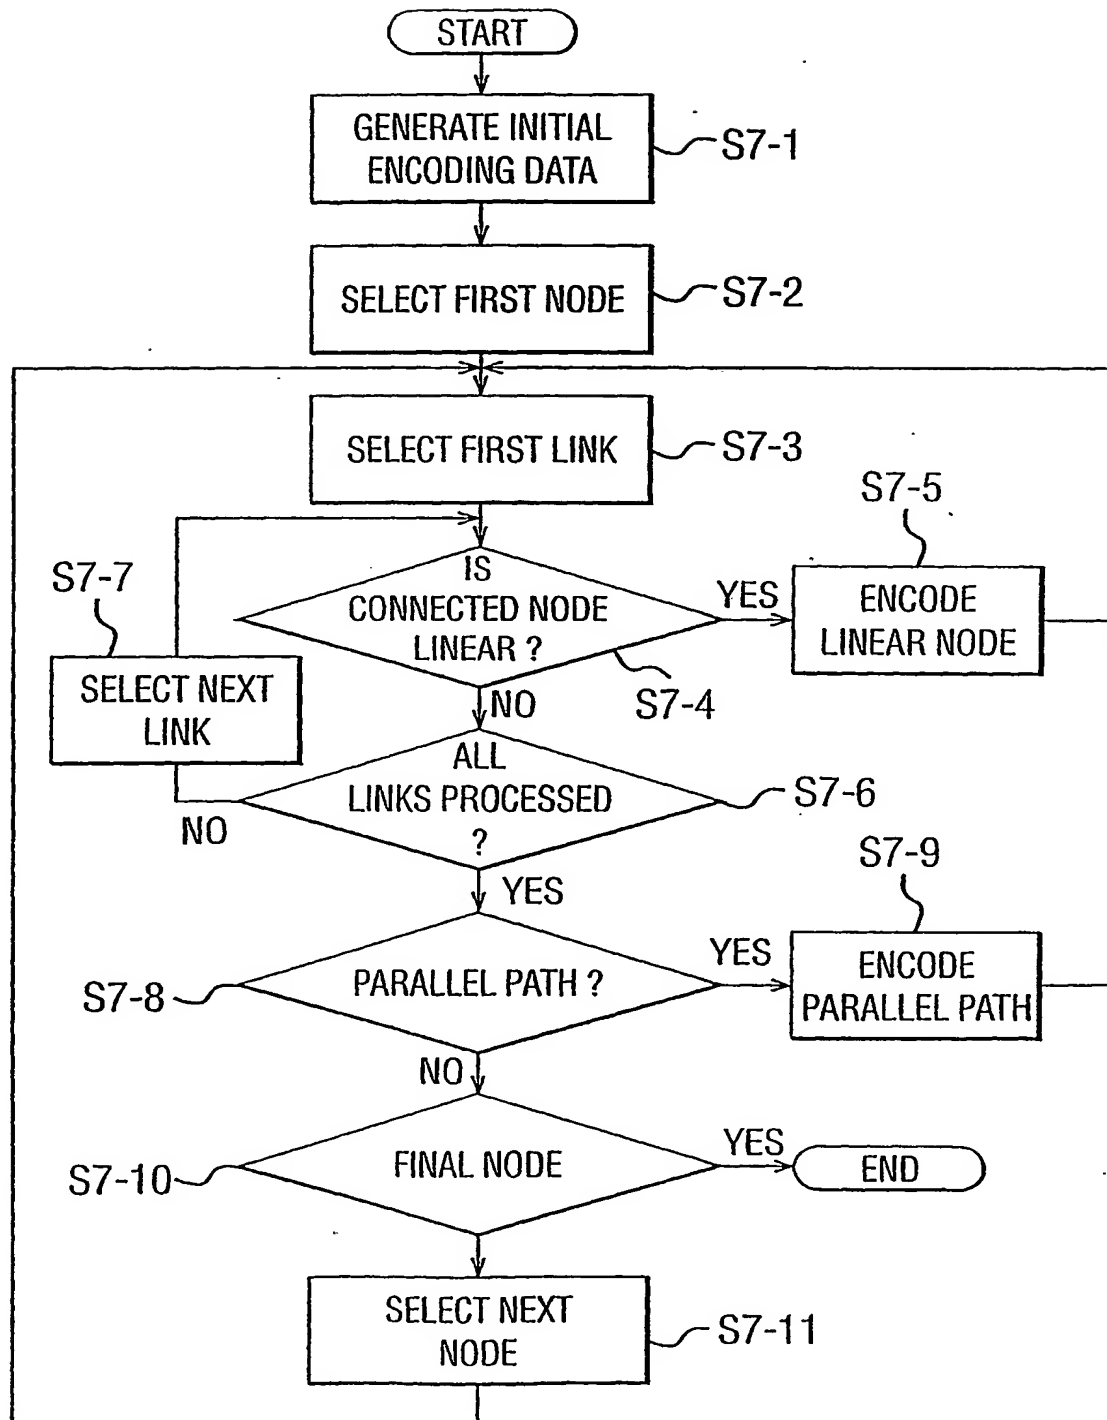 START
GENERATE INITIAL
ENCODING DATA
S7-1
SELECT FIRST NODE
S7-2
SELECT FIRST LINK
S7-3
S7-5
S7-7
IS
CONNECTED NODE
LINEAR ?
YES
ENCODE
LINEAR NODE
SELECT NEXT
LINK
NO
S7-4
ALL
LINKS PROCESSED
?
S7-6
NO
YES
S7-9
S7-8
PARALLEL PATH ?
YES
ENCODE
PARALLEL PATH
NO
S7-10
FINAL NODE
YES
END
SELECT NEXT
NODE
S7-11